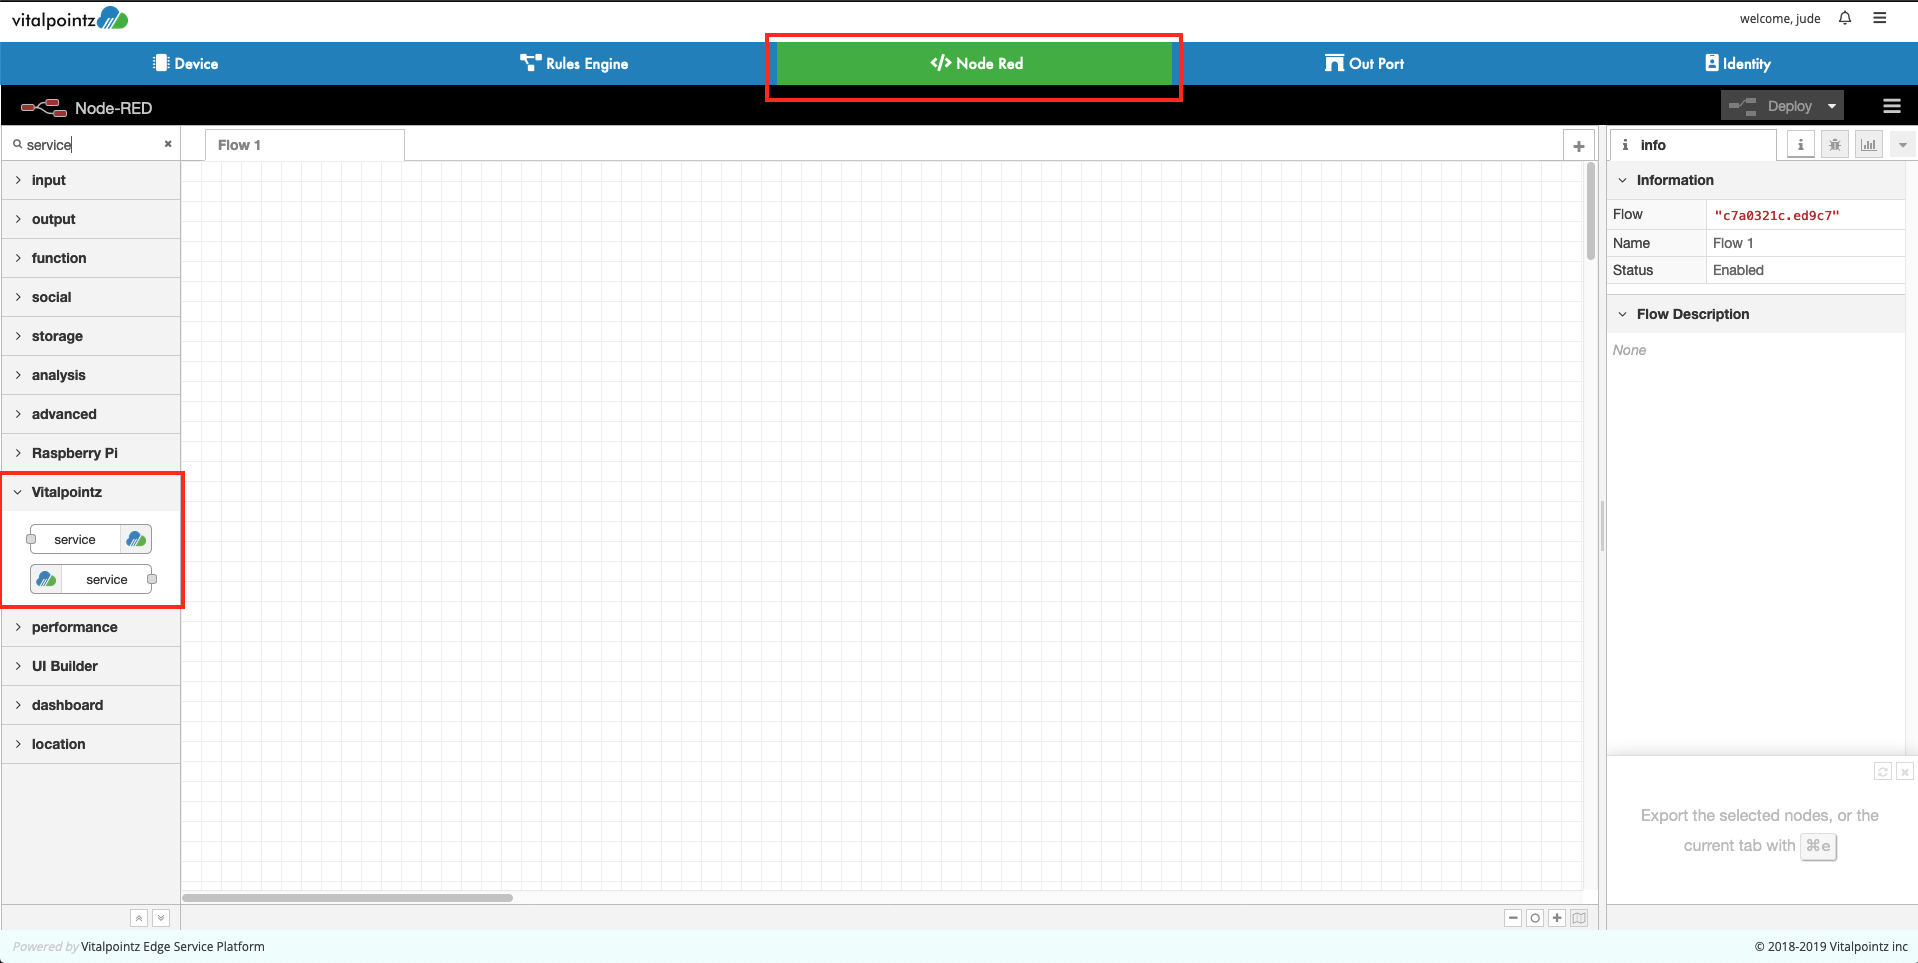 vitalpointz
welcome, jude
Device
Rules Engine
</> Node Red
Out Port
Identity
Node-RED
Deploy
service
Flow 1
info
input
output
function
social
storage
analysis
advanced
Raspberry Pi
Vitalpointz
service
service
performance
UI Builder
dashboard
location
Information
Flow "c7a0321c.ed9c7"
Name Flow 1
Status Enabled
Flow Description
None
Export the selected nodes, or the
current tab with ⌘e
Powered by Vitalpointz Edge Service Platform
© 2018-2019 Vitalpointz inc